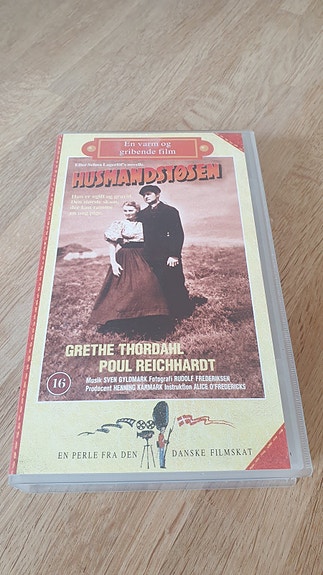 En varm og
gribende film
Efter Selma Lagerlöf's novelle
HUSMANDSTØSEN
GRETHE THORDAHL
POUL REICHHARDT
Musik SVEN GYLDMARK Fotografi RUDOLF FREDERIKSEN
Producent HENNING KARMARK Instruktion ALICE O'FREDERICKS
16
EN PERLE FRA DEN DANSKE FILMSKAT